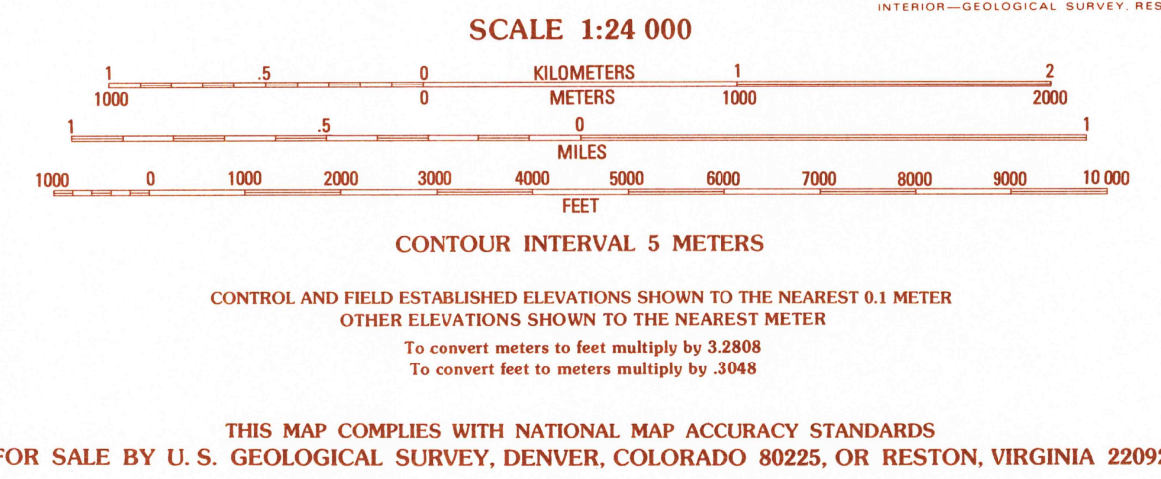 INTERIOR—GEOLOGICAL SURVEY, RES
SCALE 1:24 000
1 .5 0 KILOMETERS 1 2
1000 0 METERS 1000 2000
1 .5 0 1
MILES
1000 0 1000 2000 3000 4000 5000 6000 7000 8000 9000 10 000
FEET
CONTOUR INTERVAL 5 METERS
CONTROL AND FIELD ESTABLISHED ELEVATIONS SHOWN TO THE NEAREST 0.1 METER
OTHER ELEVATIONS SHOWN TO THE NEAREST METER
To convert meters to feet multiply by 3.2808
To convert feet to meters multiply by .3048
THIS MAP COMPLIES WITH NATIONAL MAP ACCURACY STANDARDS
FOR SALE BY U. S. GEOLOGICAL SURVEY, DENVER, COLORADO 80225, OR RESTON, VIRGINIA 22092